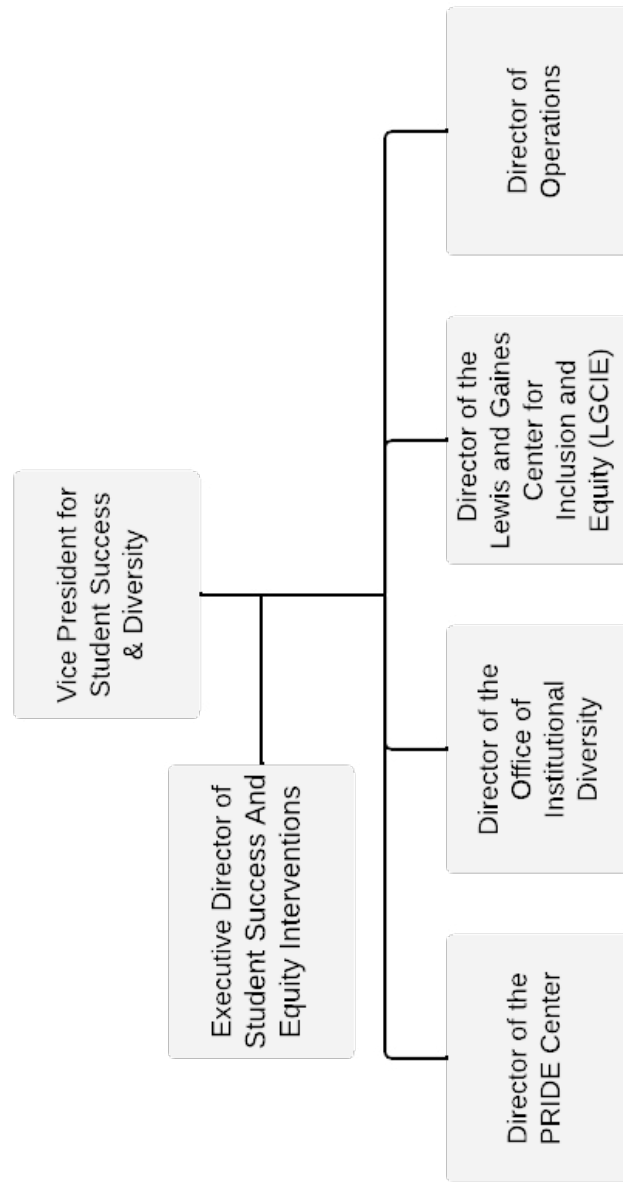 Vice President for
Student Success
& Diversity
Executive Director of
Student Success And
Equity Interventions
Director of the
PRIDE Center
Director of the
Office of
Institutional
Diversity
Director of the
Lewis and Gaines
Center for
Inclusion and
Equity (LGCIE)
Director of
Operations